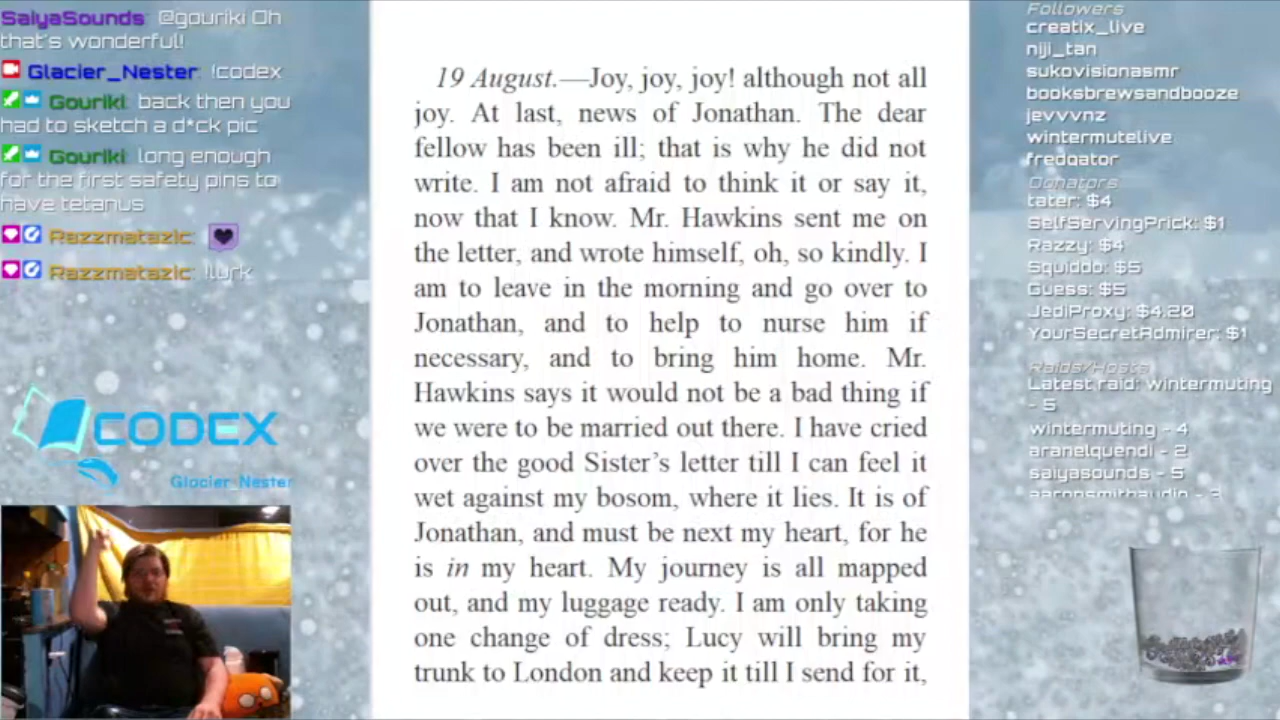 SaiyaSounds: @gouriki Oh
that's wonderful!
Glacier_Nester: !codex
Gouriki: back then you
had to sketch a d*ck pic
Gouriki: long enough
for the first safety pins to
have tetanus
Razzmatazic:
Razzmatazic: !lurk
CODEX
Glacier_Nester
19 August.—Joy, joy, joy! although not all
joy. At last, news of Jonathan. The dear
fellow has been ill; that is why he did not
write. I am not afraid to think it or say it,
now that I know. Mr. Hawkins sent me on
the letter, and wrote himself, oh, so kindly. I
am to leave in the morning and go over to
Jonathan, and to help to nurse him if
necessary, and to bring him home. Mr.
Hawkins says it would not be a bad thing if
we were to be married out there. I have cried
over the good Sister's letter till I can feel it
wet against my bosom, where it lies. It is of
Jonathan, and must be next my heart, for he
is in my heart. My journey is all mapped
out, and my luggage ready. I am only taking
one change of dress; Lucy will bring my
trunk to London and keep it till I send for it,
Followers
creatix_live
niji_tan
sukovisionasmr
booksbrewsandbooze
jevvvnz
wintermutelive
fredgator
Donators
tater: $4
SelfServingPrick: $1
Razzy: $4
Squiddo: $5
Guess: $5
JediProxy: $4.20
YourSecretAdmirer: $1
Raids/Hosts
Latest raid: wintermuting
- 5
wintermuting - 4
aranelquendi - 2
saiyasounds - 5
aaronsmithaudio - 3